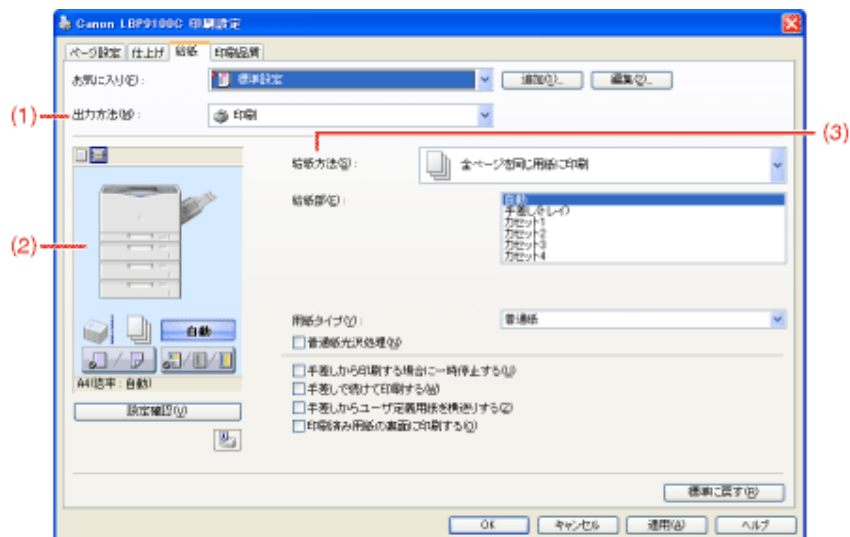 Canon LBP9100C 印刷設定
ページ設定 仕上げ 給紙 印刷品質
お気に入り(F): 標準設定 追加(1)... 編集(2)...
(1) 出力方法(M): 印刷
(3)
給紙方法(S): 全ページを同じ用紙に印刷
給紙部(E):
自動
手差し(トレイ)
カセット1
カセット2
カセット3
カセット4
(2)
自動
用紙タイプ(Y): 普通紙
普通紙光沢処理(N)
手差しから印刷する場合に一時停止する(U)
手差しで続けて印刷する(W)
手差しからユーザ定義用紙を横送りする(Z)
印刷済み用紙の裏面に印刷する(Q)
A4(倍率:自動)
設定確認(V)
標準に戻す(R)
OK キャンセル 適用(A) ヘルプ